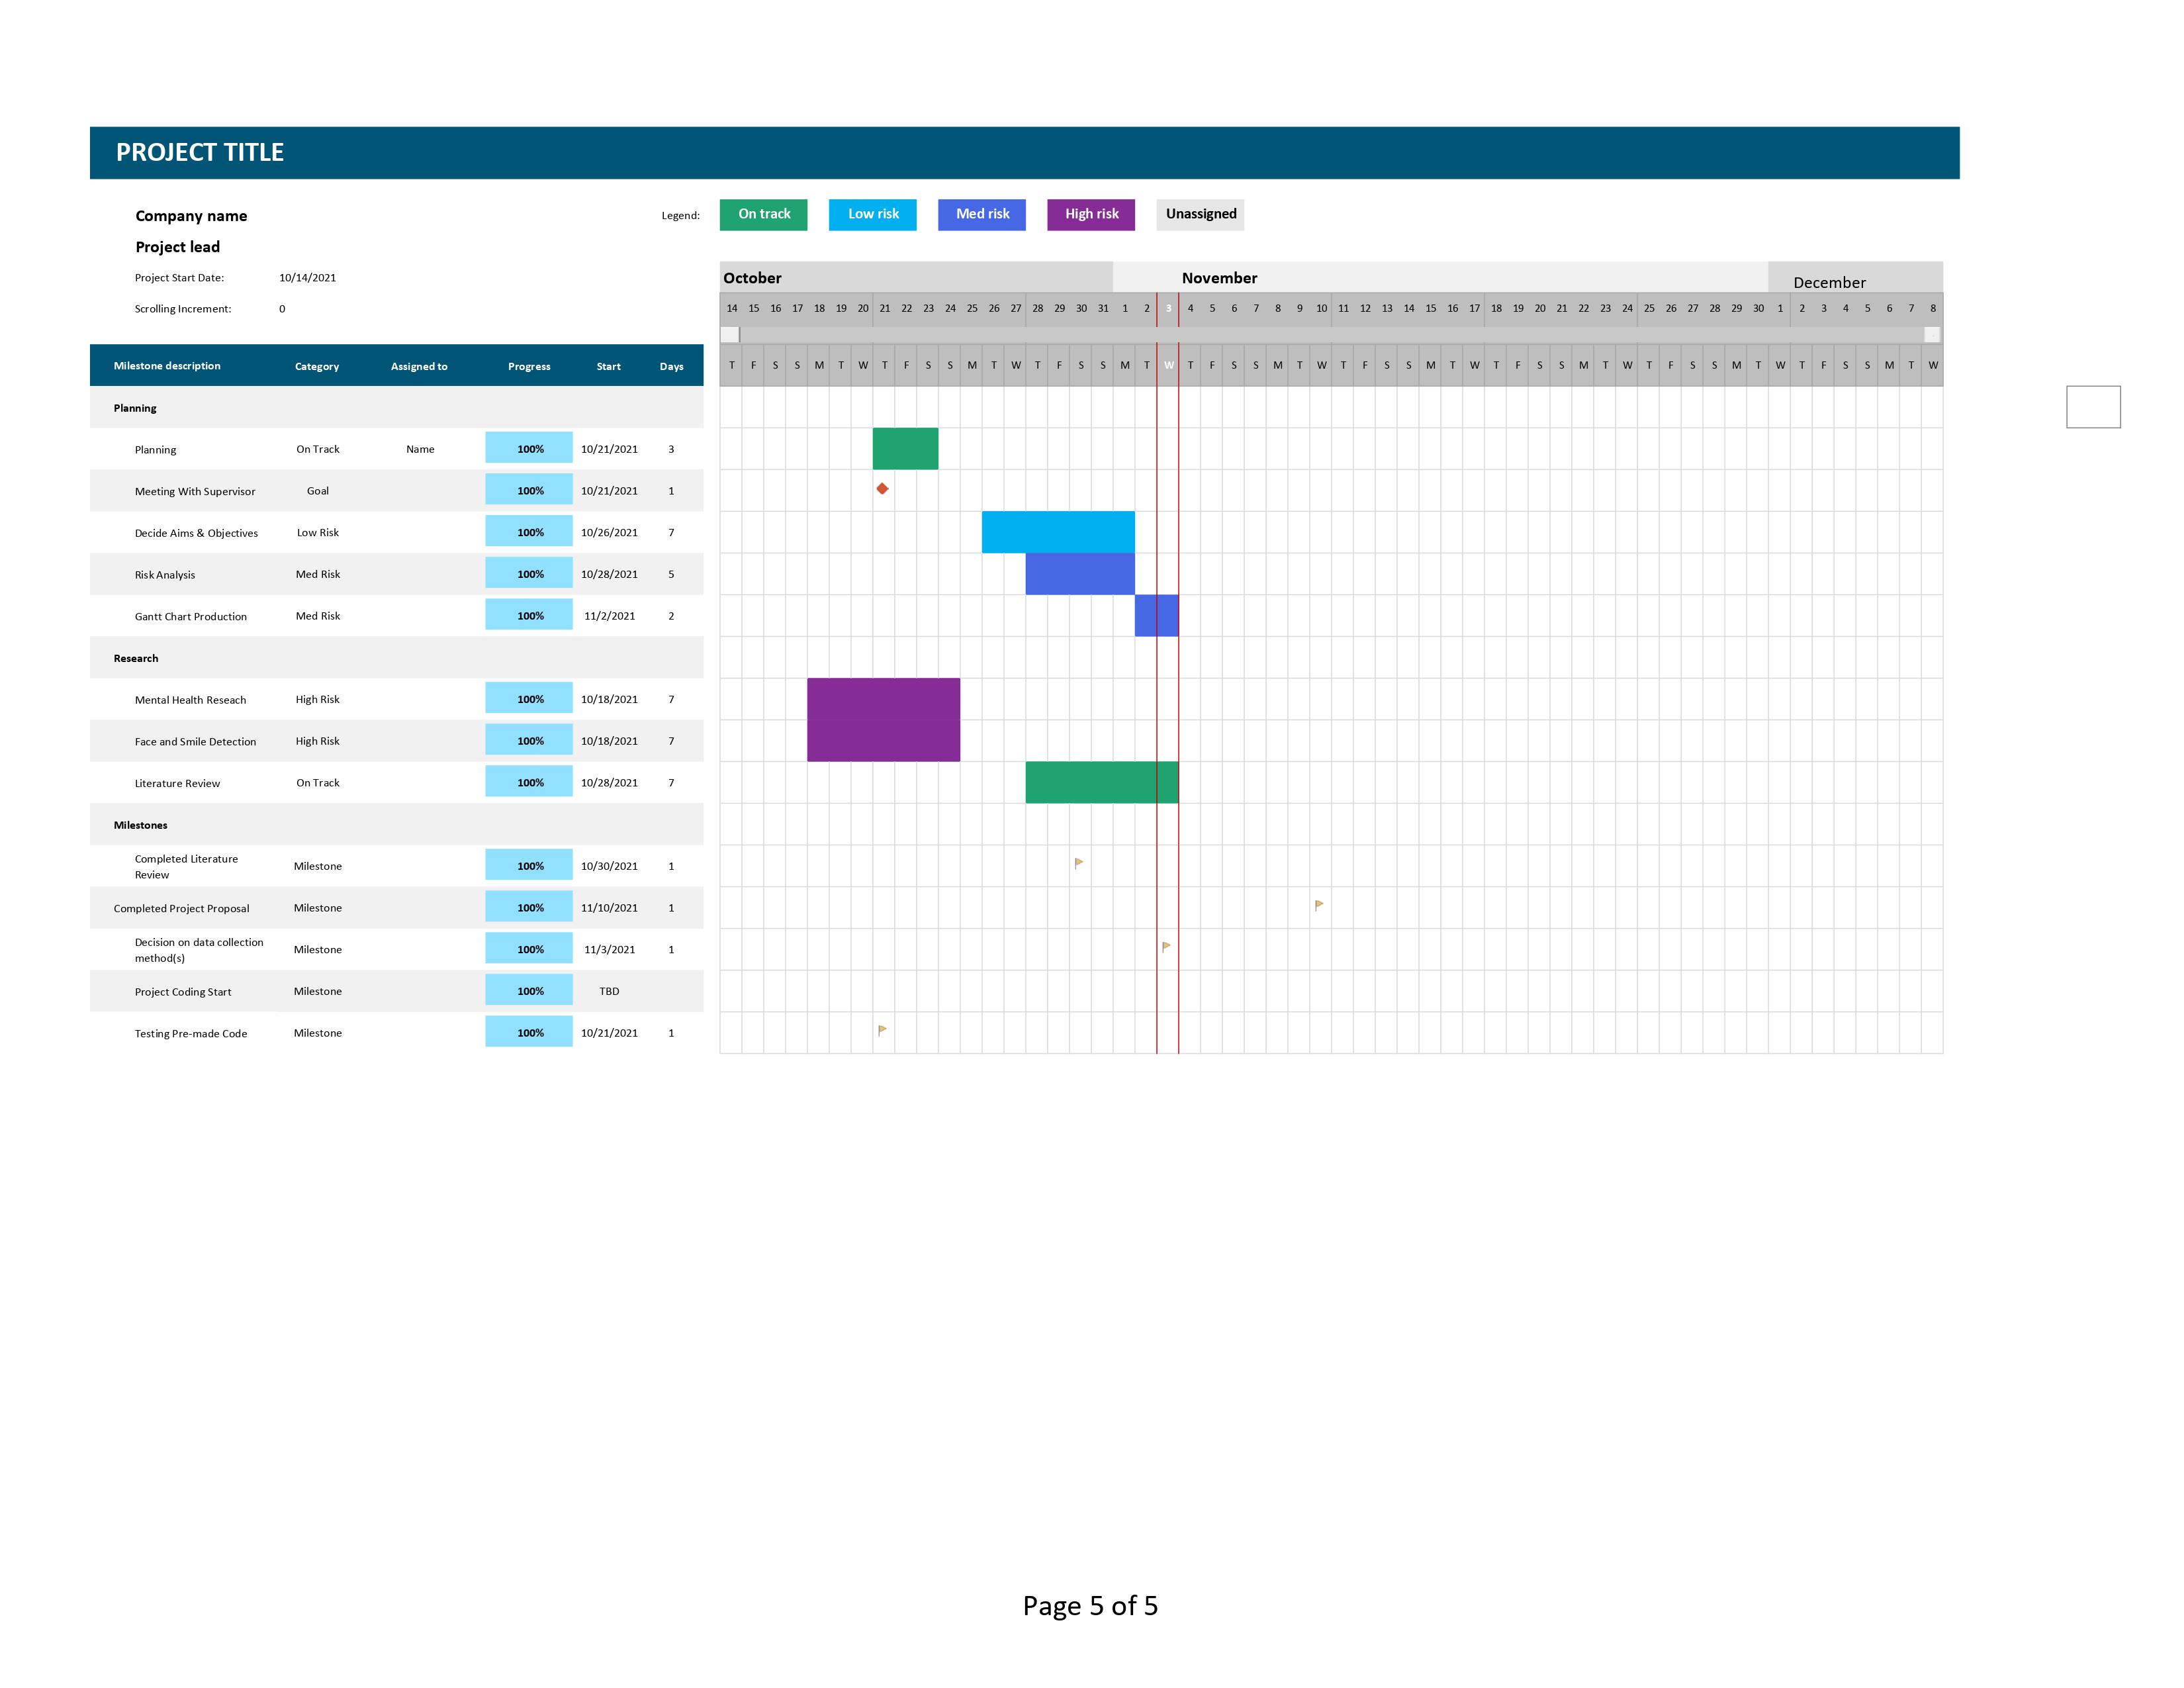 PROJECT TITLE
Company name
Legend: On track Low risk Med risk High risk Unassigned
Project lead
Project Start Date: 10/14/2021
October November December
Scrolling Increment: 0
14 15 16 17 18 19 20 21 22 23 24 25 26 27 28 29 30 31 1 2 3 4 5 6 7 8 9 10 11 12 13 14 15 16 17 18 19 20 21 22 23 24 25 26 27 28 29 30 1 2 3 4 5 6 7 8
Milestone description Category Assigned to Progress Start Days
T F S S M T W T F S S M T W T F S S M T W T F S S M T W T F S S M T W T F S S M T W T F S S M T W T F S S M T W
Planning
Planning On Track Name 100% 10/21/2021 3
Meeting With Supervisor Goal 100% 10/21/2021 1
Decide Aims & Objectives Low Risk 100% 10/26/2021 7
Risk Analysis Med Risk 100% 10/28/2021 5
Gantt Chart Production Med Risk 100% 11/2/2021 2
Research
Mental Health Reseach High Risk 100% 10/18/2021 7
Face and Smile Detection High Risk 100% 10/18/2021 7
Literature Review On Track 100% 10/28/2021 7
Milestones
Completed Literature
Review Milestone 100% 10/30/2021 1
Completed Project Proposal Milestone 100% 11/10/2021 1
Decision on data collection
method(s) Milestone 100% 11/3/2021 1
Project Coding Start Milestone 100% TBD
Testing Pre-made Code Milestone 100% 10/21/2021 1
Page 5 of 5